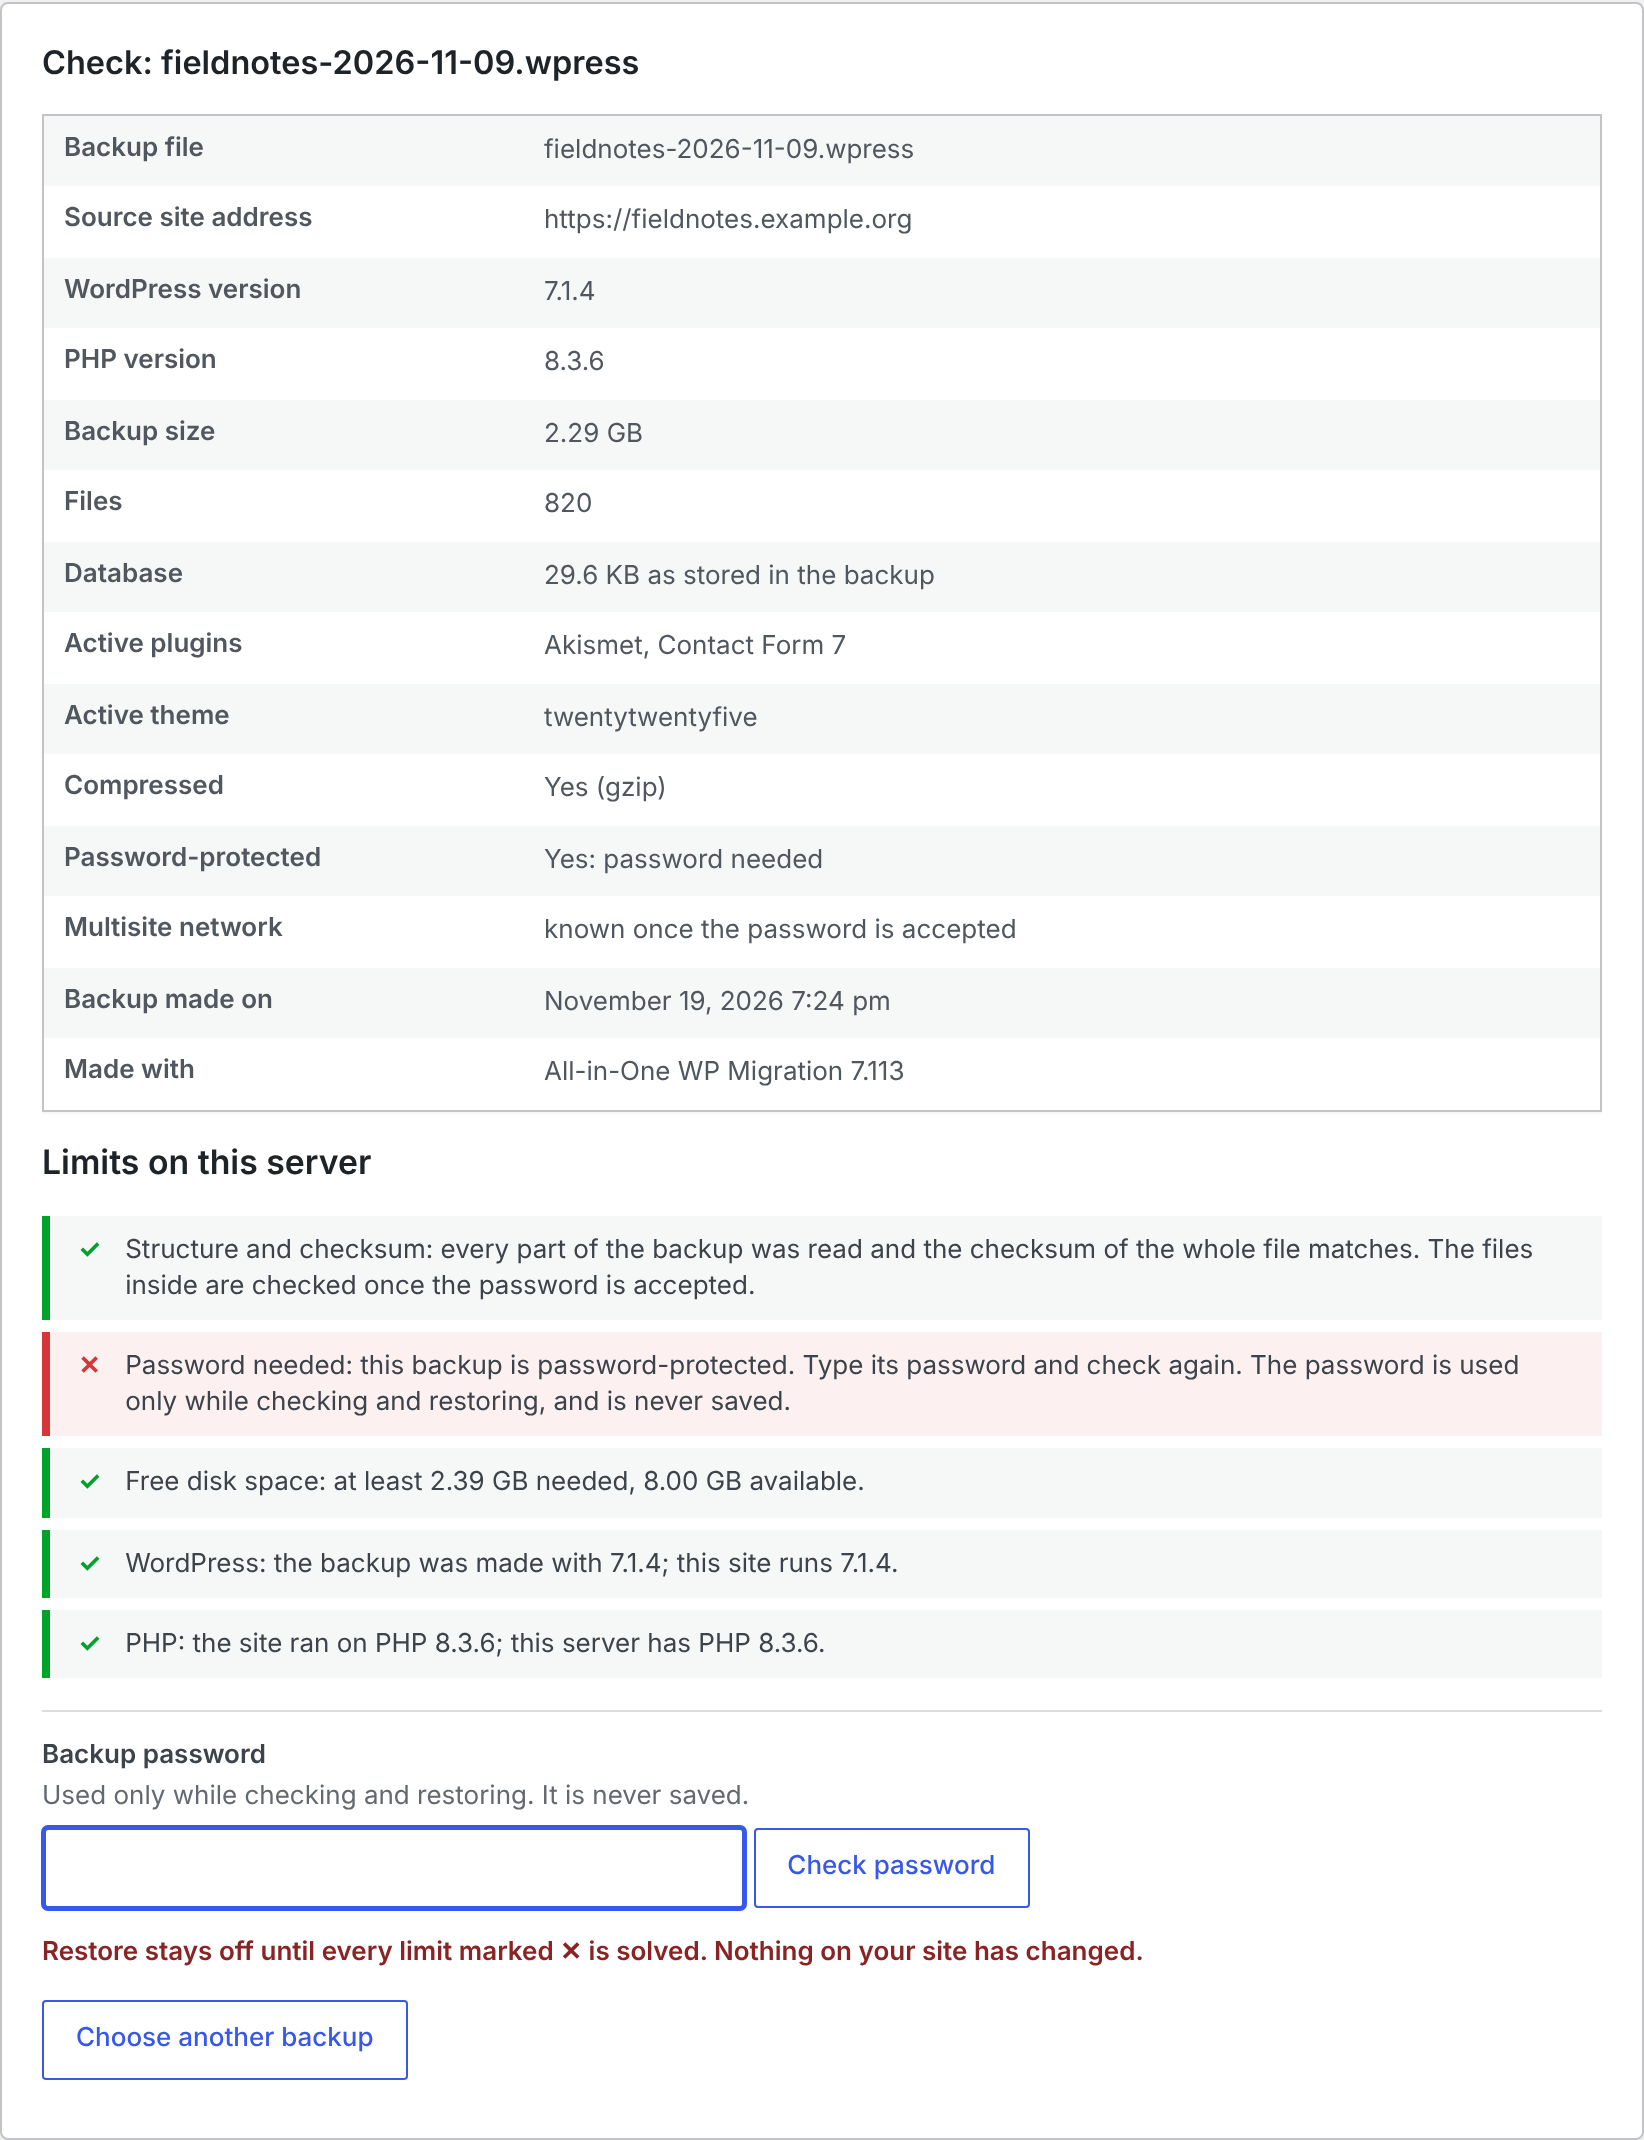 Check: fieldnotes-2026-11-09.wpress
Backup file fieldnotes-2026-11-09.wpress
Source site address https://fieldnotes.example.org
WordPress version 7.1.4
PHP version 8.3.6
Backup size 2.29 GB
Files 820
Database 29.6 KB as stored in the backup
Active plugins Akismet, Contact Form 7
Active theme twentytwentyfive
Compressed Yes (gzip)
Password-protected Yes: password needed
Multisite network known once the password is accepted
Backup made on November 19, 2026 7:24 pm
Made with All-in-One WP Migration 7.113
Limits on this server
✓ Structure and checksum: every part of the backup was read and the checksum of the whole file matches. The files
inside are checked once the password is accepted.
✕ Password needed: this backup is password-protected. Type its password and check again. The password is used
only while checking and restoring, and is never saved.
✓ Free disk space: at least 2.39 GB needed, 8.00 GB available.
✓ WordPress: the backup was made with 7.1.4; this site runs 7.1.4.
✓ PHP: the site ran on PHP 8.3.6; this server has PHP 8.3.6.
Backup password
Used only while checking and restoring. It is never saved.
Check password
Restore stays off until every limit marked ✕ is solved. Nothing on your site has changed.
Choose another backup